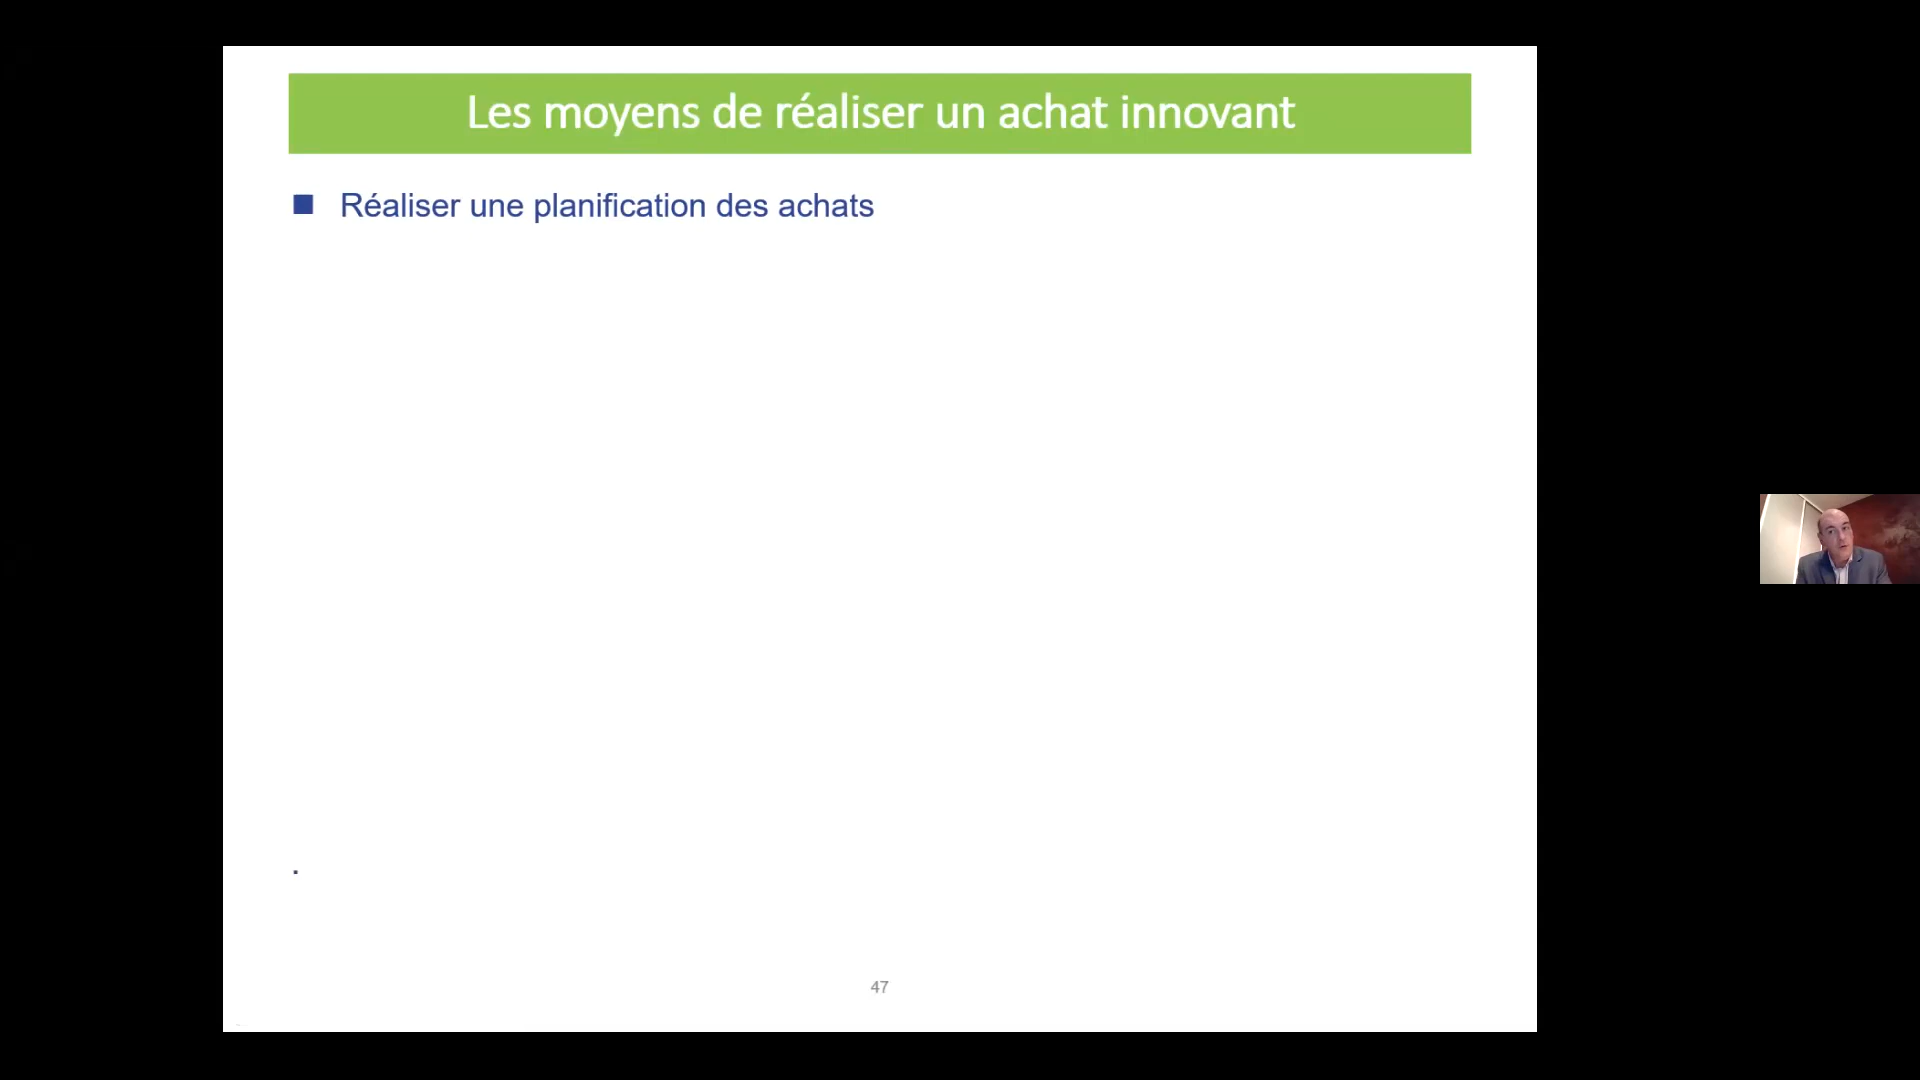 Les moyens de réaliser un achat innovant
■ Réaliser une planification des achats
.
47